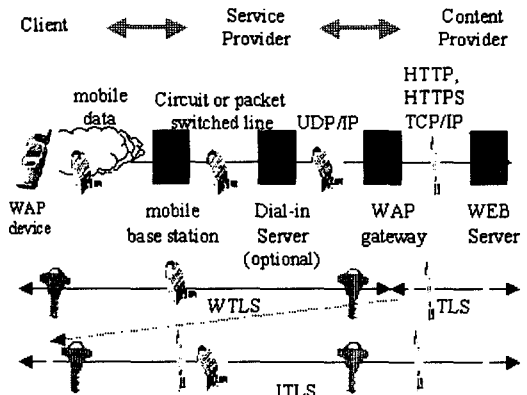 Client
Service
Provider
Content
Provider
mobile
data
Circuit or packet
switched line
UDP/IP
HTTP,
HTTPS
TCP/IP
WAP
device
mobile
base station
Dial-in
Server
(optional)
WAP
gateway
WEB
Server
WTLS
TLS
ITLS